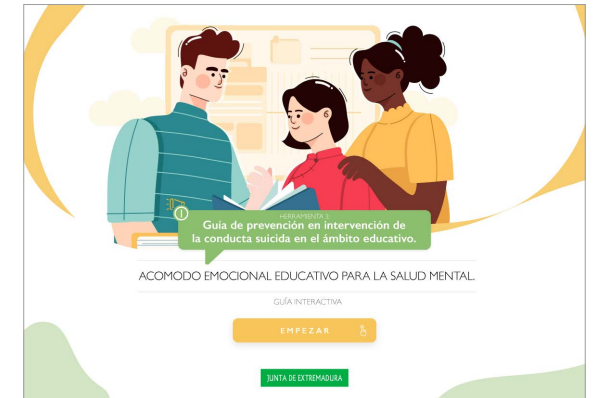 HERRAMIENTA 3.
Guía de prevención en intervención de
la conducta suicida en el ámbito educativo.
ACOMODO EMOCIONAL EDUCATIVO PARA LA SALUD MENTAL.
GUÍA INTERACTIVA
EMPEZAR
JUNTA DE EXTREMADURA